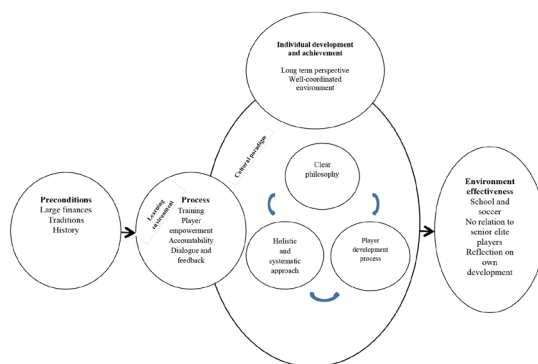 Individual development
and achievement
Long term perspective
Well-coordinated
environment
Cultural paradigm
Clear
philosophy
Preconditions
Large finances
Traditions
History
Learning
environment
Process
Training
Player
empowerment
Accountability
Dialogue and
feedback
Holistic
and
systematic
approach
Player
development
process
Environment
effectiveness
School and
soccer
No relation to
senior elite
players
Reflection on
own
development